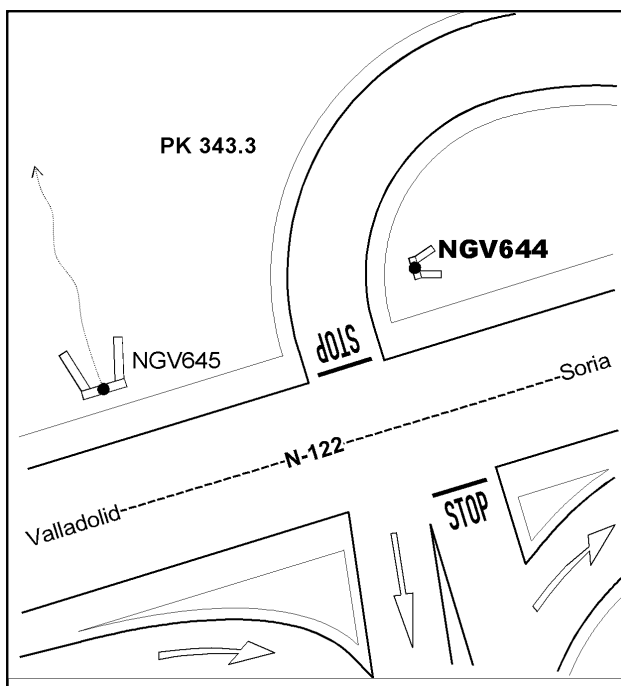 PK 343.3
NGV644
STOP
NGV645
Soria
N-122
Valladolid
STOP